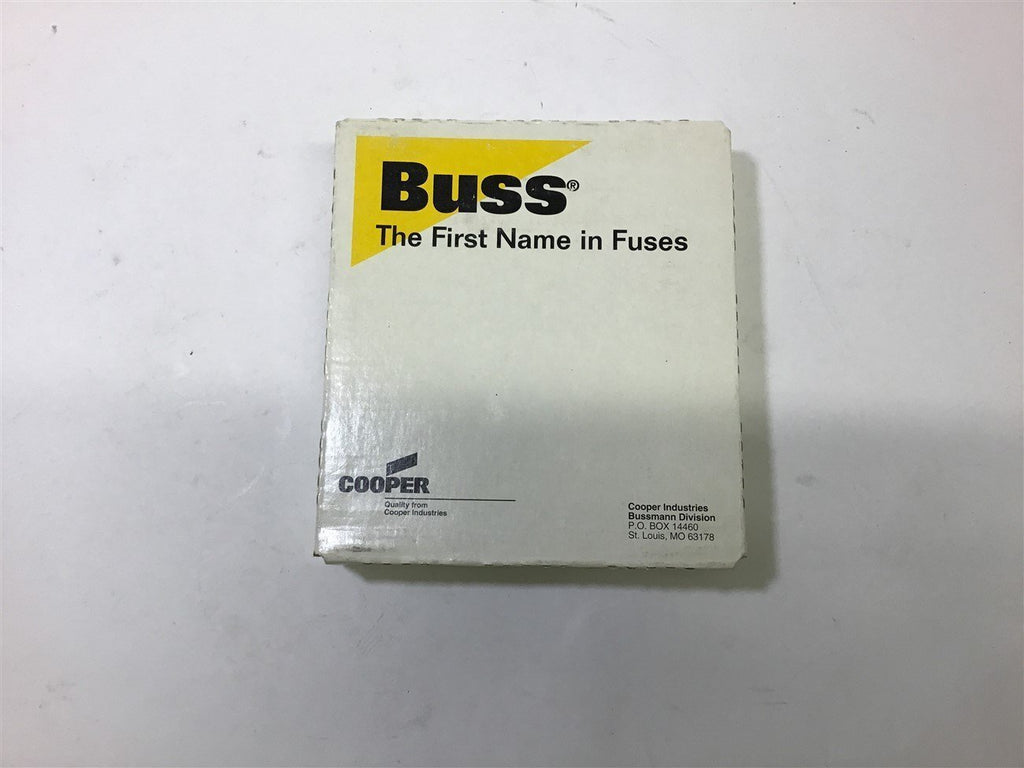 Buss®
The First Name in Fuses
COOPER
Quality from
Cooper Industries
Cooper Industries
Bussmann Division
P.O. BOX 14460
St. Louis, MO 63178